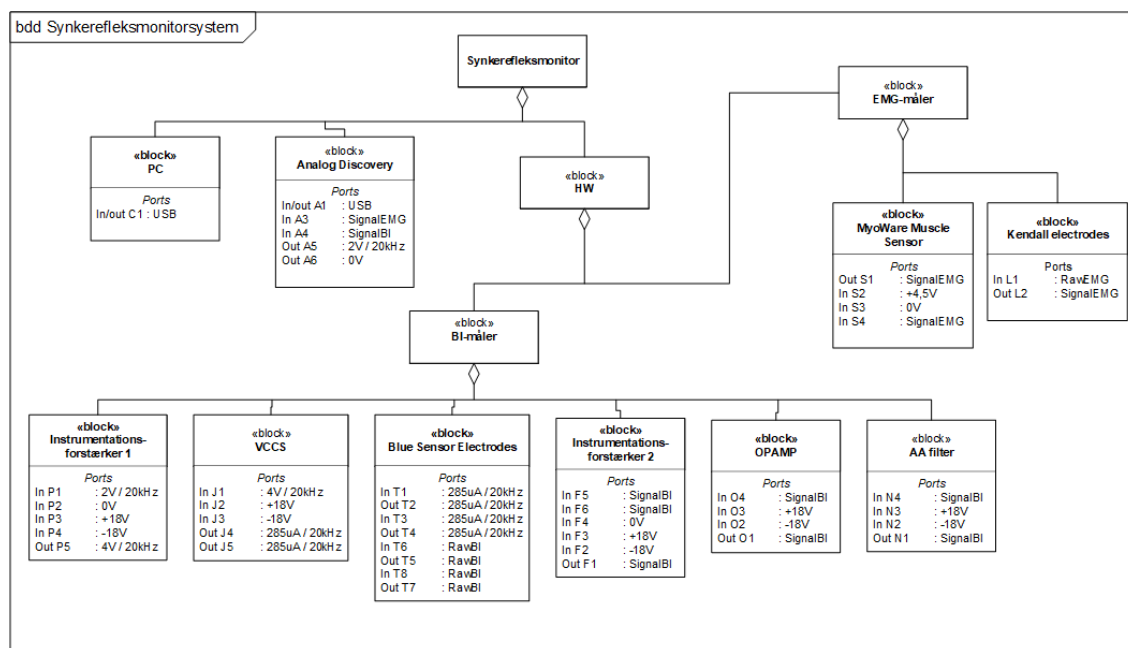 bdd Synkerefleksmonitorsystem
Synkerefleksmonitor
«block»
EMG-måler
«block»
PC
Ports
In/out C1 : USB
«block»
Analog Discovery
Ports
In/out A1 : USB
In A3 : SignalEMG
In A4 : SignalBI
Out A5 : 2V / 20kHz
Out A6 : 0V
«block»
HW
«block»
MyoWare Muscle
Sensor
Ports
Out S1 : SignalEMG
In S2 : +4,5V
In S3 : 0V
In S4 : SignalEMG
«block»
Kendall electrodes
Ports
In L1 : RawEMG
Out L2 : SignalEMG
«block»
BI-måler
«block»
Instrumentations-
forstærker 1
Ports
In P1 : 2V / 20kHz
In P2 : 0V
In P3 : +18V
In P4 : -18V
Out P5 : 4V / 20kHz
«block»
VCCS
Ports
In J1 : 4V / 20kHz
In J2 : +18V
In J3 : -18V
Out J4 : 285uA / 20kHz
Out J5 : 285uA / 20kHz
«block»
Blue Sensor Electrodes
Ports
In T1 : 285uA / 20kHz
Out T2 : 285uA / 20kHz
In T3 : 285uA / 20kHz
Out T4 : 285uA / 20kHz
In T6 : RawBI
Out T5 : RawBI
In T8 : RawBI
Out T7 : RawBI
«block»
Instrumentations-
forstærker 2
Ports
In F5 : SignalBI
In F6 : SignalBI
In F4 : 0V
In F3 : +18V
In F2 : -18V
Out F1 : SignalBI
«block»
OPAMP
Ports
In O4 : SignalBI
In O3 : +18V
In O2 : -18V
Out O1 : SignalBI
«block»
AA filter
Ports
In N4 : SignalBI
In N3 : +18V
In N2 : -18V
Out N1 : SignalBI